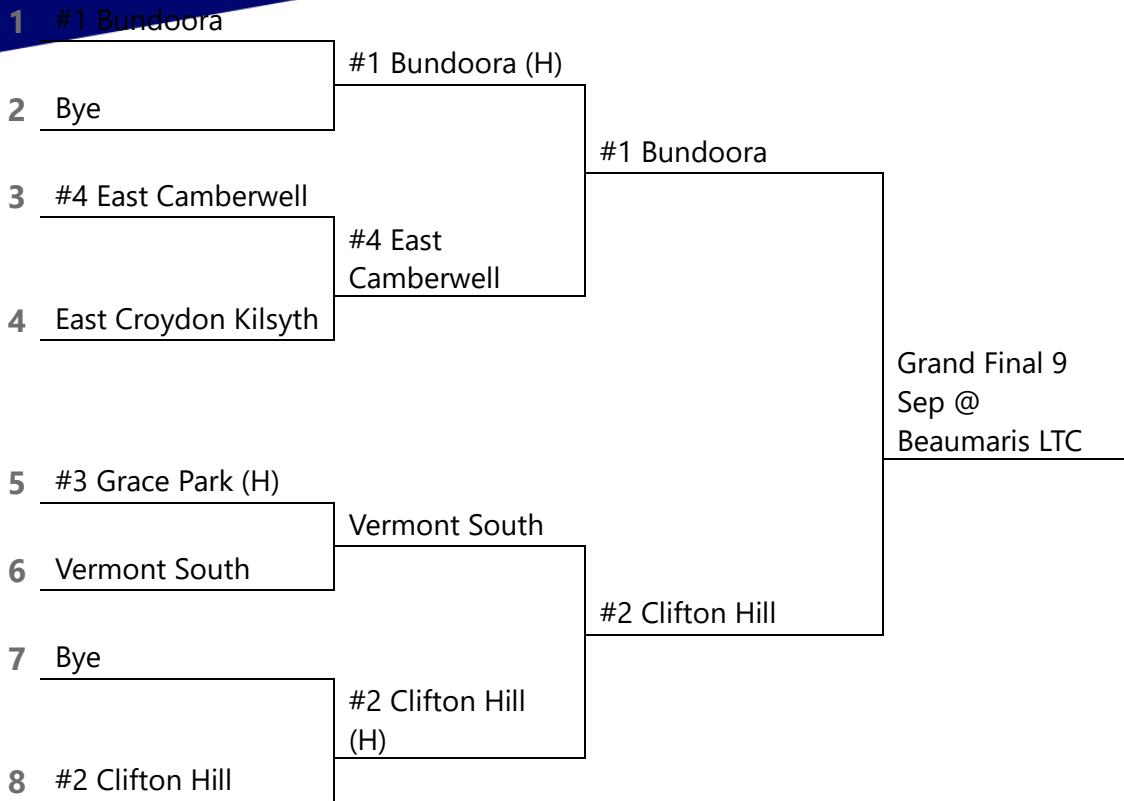 1 #1 Bundoora
#1 Bundoora (H)
2 Bye
#1 Bundoora
3 #4 East Camberwell
#4 East
Camberwell
4 East Croydon Kilsyth
Grand Final 9
Sep @
Beaumaris LTC
5 #3 Grace Park (H)
Vermont South
6 Vermont South
#2 Clifton Hill
7 Bye
#2 Clifton Hill
(H)
8 #2 Clifton Hill